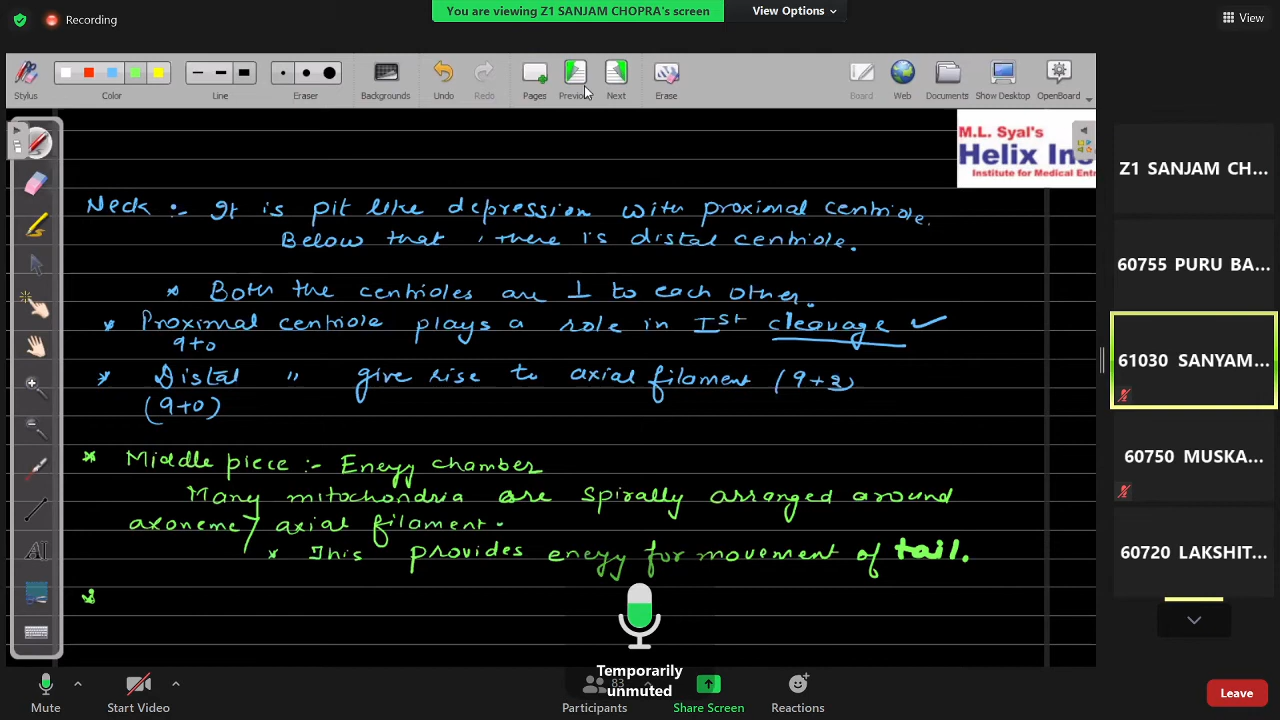 Recording
You are viewing Z1 SANJAM CHOPRA's screen
View Options
View
Stylus
Color
Line
Eraser
Backgrounds
Undo
Redo
Pages
Previous
Next
Erase
Board
Web
Documents
Show Desktop
OpenBoard
M.L. Syal's
Helix Ins
Institute for Medical Entr
Neck :- It is pit like depression with proximal centriole.
Below that, there is distal centriole.
* Both the centrioles are ⊥ to each other.
* Proximal centriole plays a role in Ist cleavage ✓
9+0
* Distal " give rise to axial filament (9+2)
(9+0)
* Middle piece :- Energy chamber
Many mitochondria are spirally arranged around
axoneme / axial filament.
* This provides energy for movement of tail.
*
Z1 SANJAM CHO...
60755 PURU BA...
61030 SANYAM...
60750 MUSKA...
60720 LAKSHIT...
Temporarily
unmuted
Mute
Start Video
83
Participants
Share Screen
Reactions
Leave